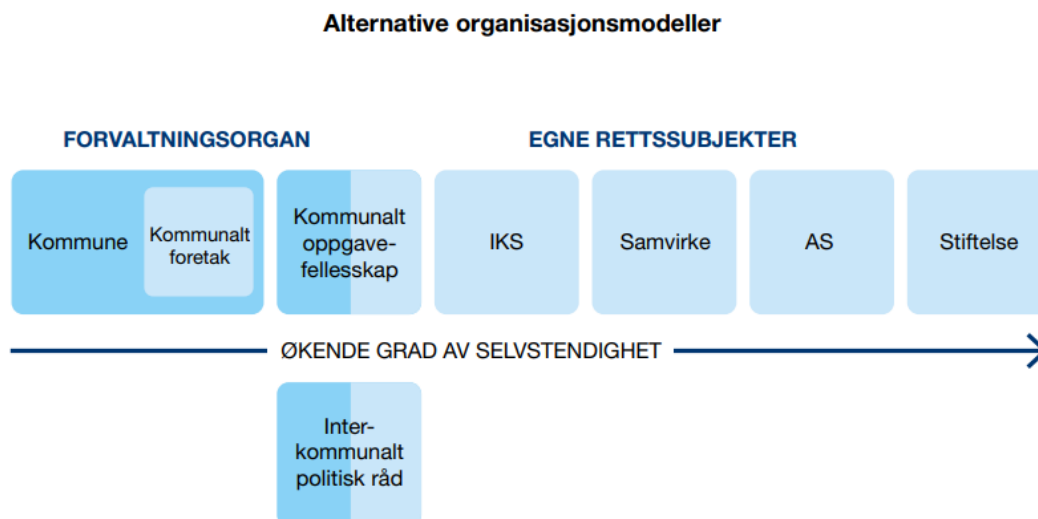 Alternative organisasjonsmodeller
FORVALTNINGSORGAN
EGNE RETTSSUBJEKTER
Kommune
Kommunalt
foretak
Kommunalt
oppgave-
fellesskap
IKS
Samvirke
AS
Stiftelse
ØKENDE GRAD AV SELVSTENDIGHET
Inter-
kommunalt
politisk råd